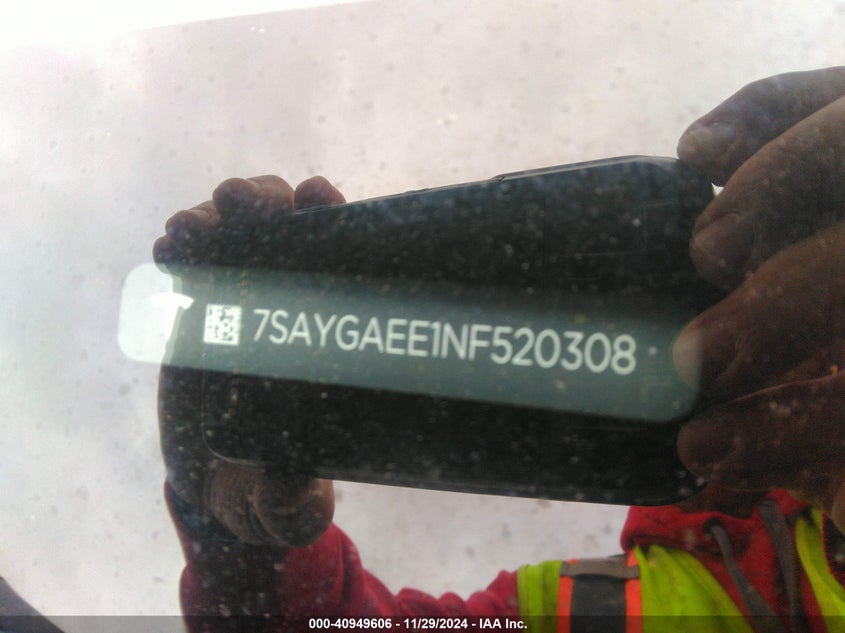 7SAYGAEE1NF520308
000-40949606 - 11/29/2024 - IAA Inc.